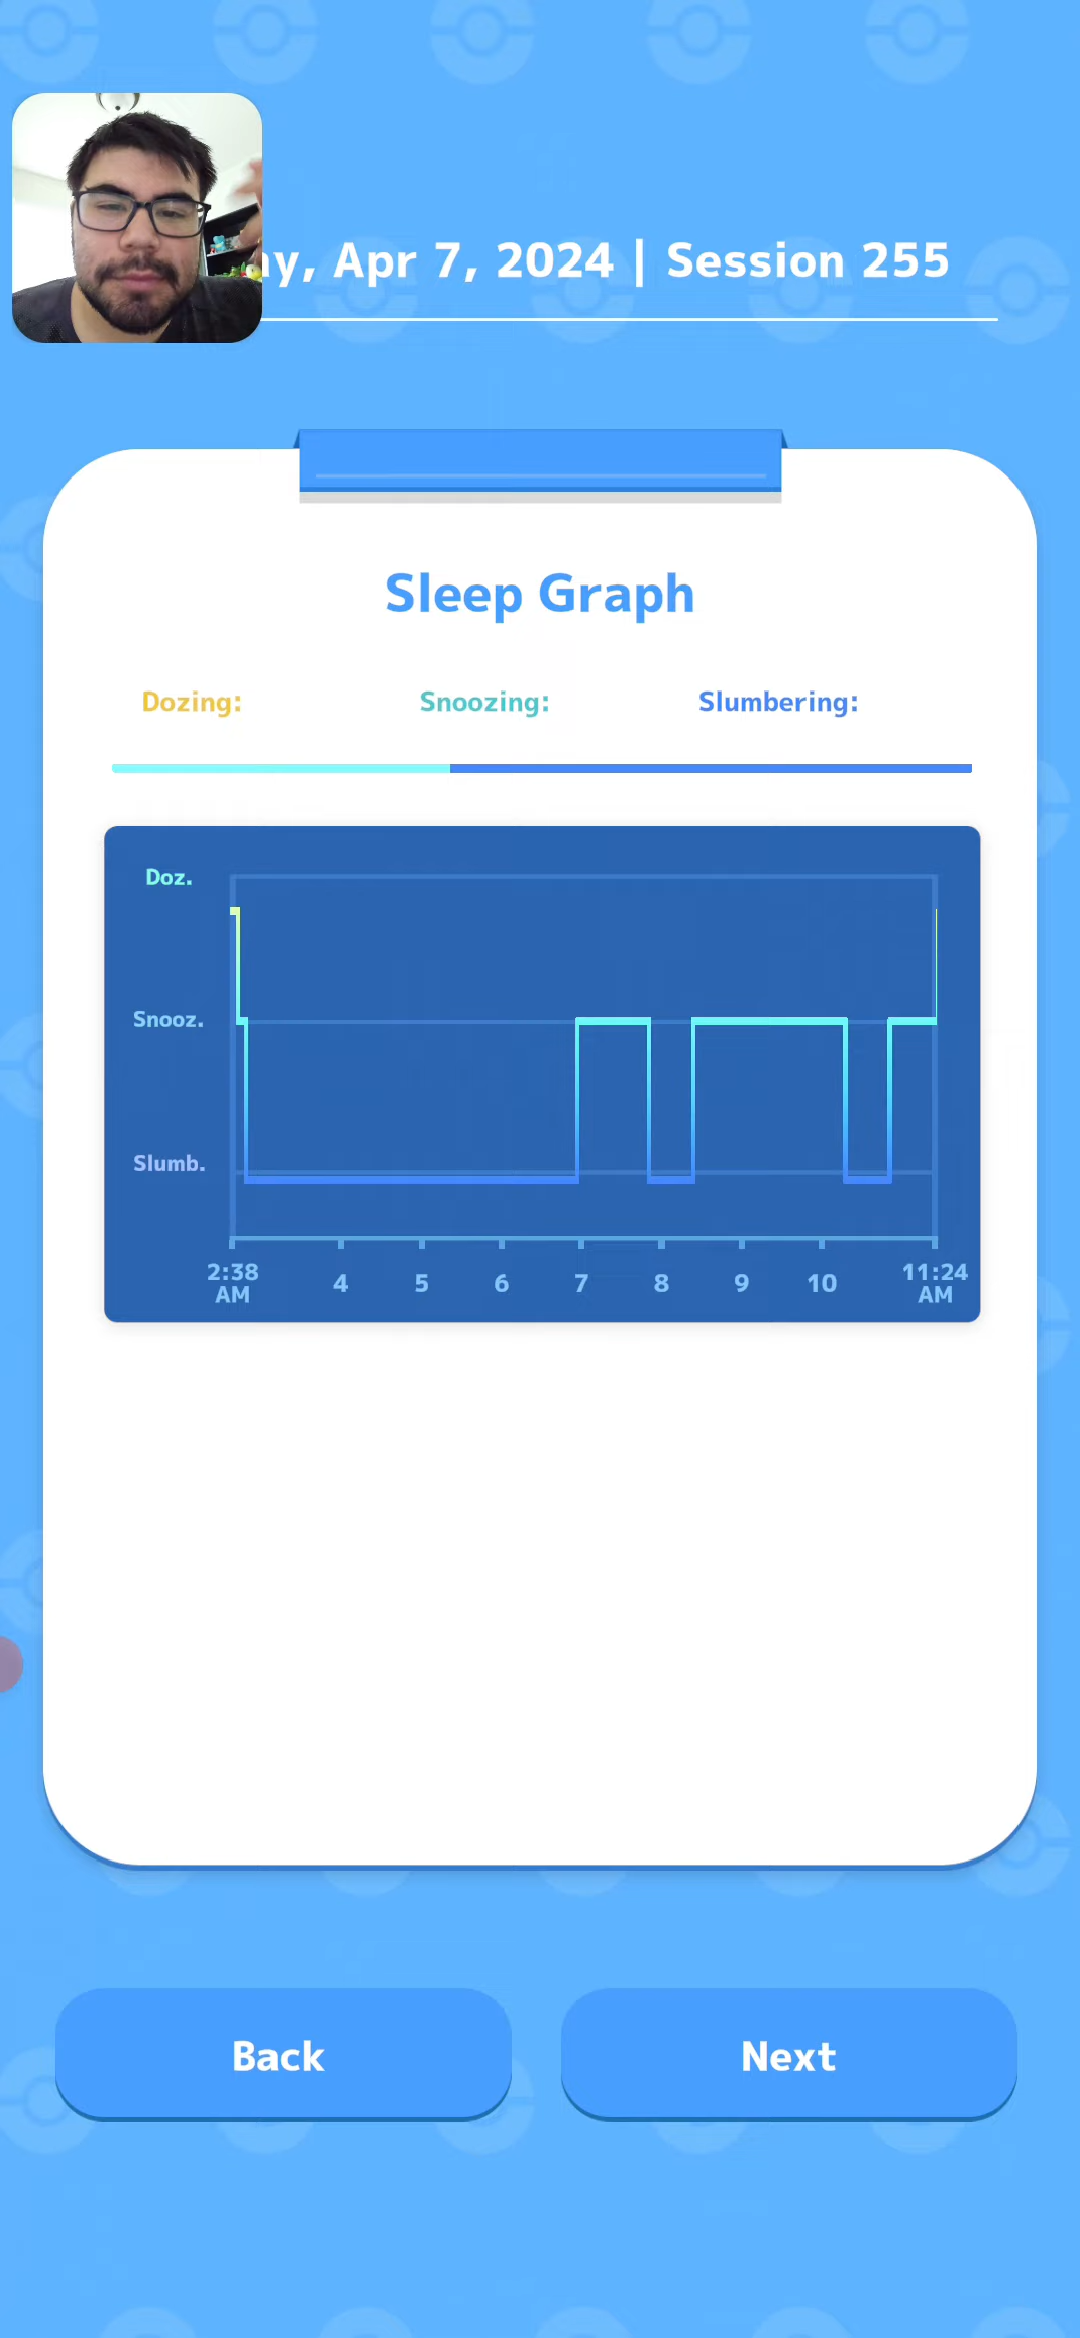 Apr 7, 2024 | Session 255
Sleep Graph
Dozing: Snoozing: Slumbering:
Doz.
Snooz.
Slumb.
2:38 AM 4 5 6 7 8 9 10 11:24 AM
Back Next